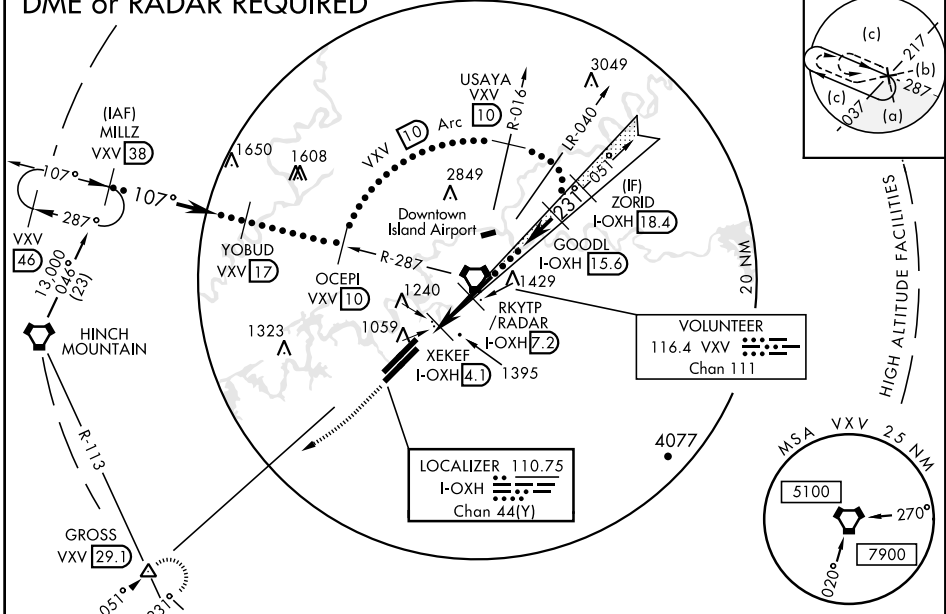 DME or RADAR REQUIRED
(IAF)
MILLZ
VXV 38
107°
107°
287°
VXV
46
13,000
046°
(23)
HINCH
MOUNTAIN
R-113
GROSS
VXV 29.1
051°
231°
1650
1608
YOBUD
VXV 17
OCEPI
VXV 10
R-287
VXV 10 Arc
USAYA
VXV
10
R-016
LR-040
3049
2849
Downtown
Island Airport
051°
231°
(IF)
ZORID
I-OXH 18.4
GOODL
I-OXH 15.6
1429
RKYTP
/RADAR
I-OXH 7.2
1240
1059
1323
XEKEF
I-OXH 4.1
1395
4077
20 NM
VOLUNTEER
116.4 VXV
Chan 111
LOCALIZER 110.75
I-OXH
Chan 44(Y)
(c)
217
(b)
287
(c)
037
(a)
HIGH ALTITUDE FACILITIES
MSA VXV 25 NM
5100
270°
7900
020°